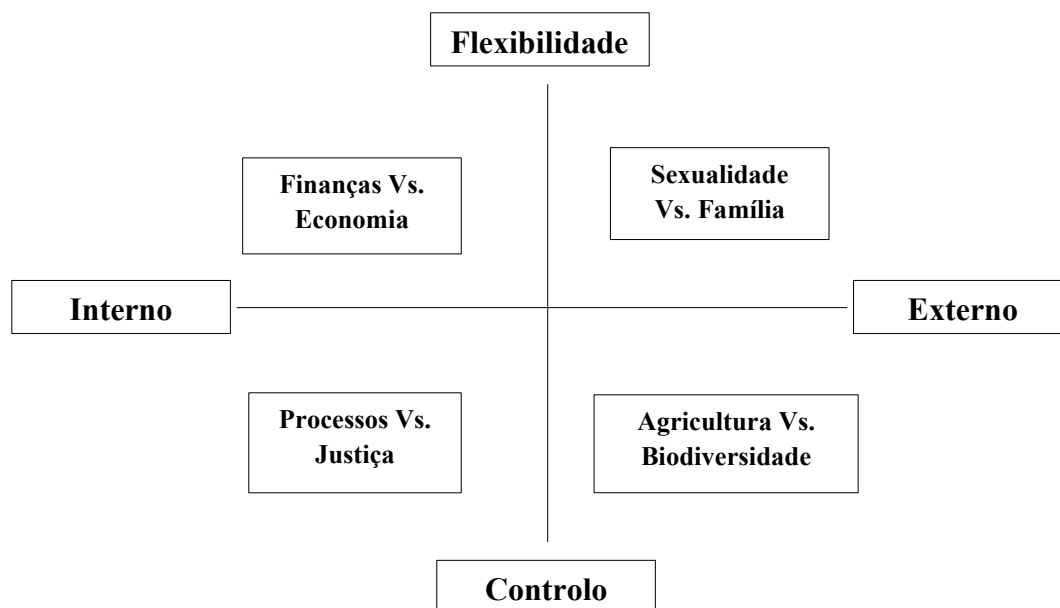 Flexibilidade
Finanças Vs.
Economia
Sexualidade
Vs. Família
Interno
Externo
Processos Vs.
Justiça
Agricultura Vs.
Biodiversidade
Controlo